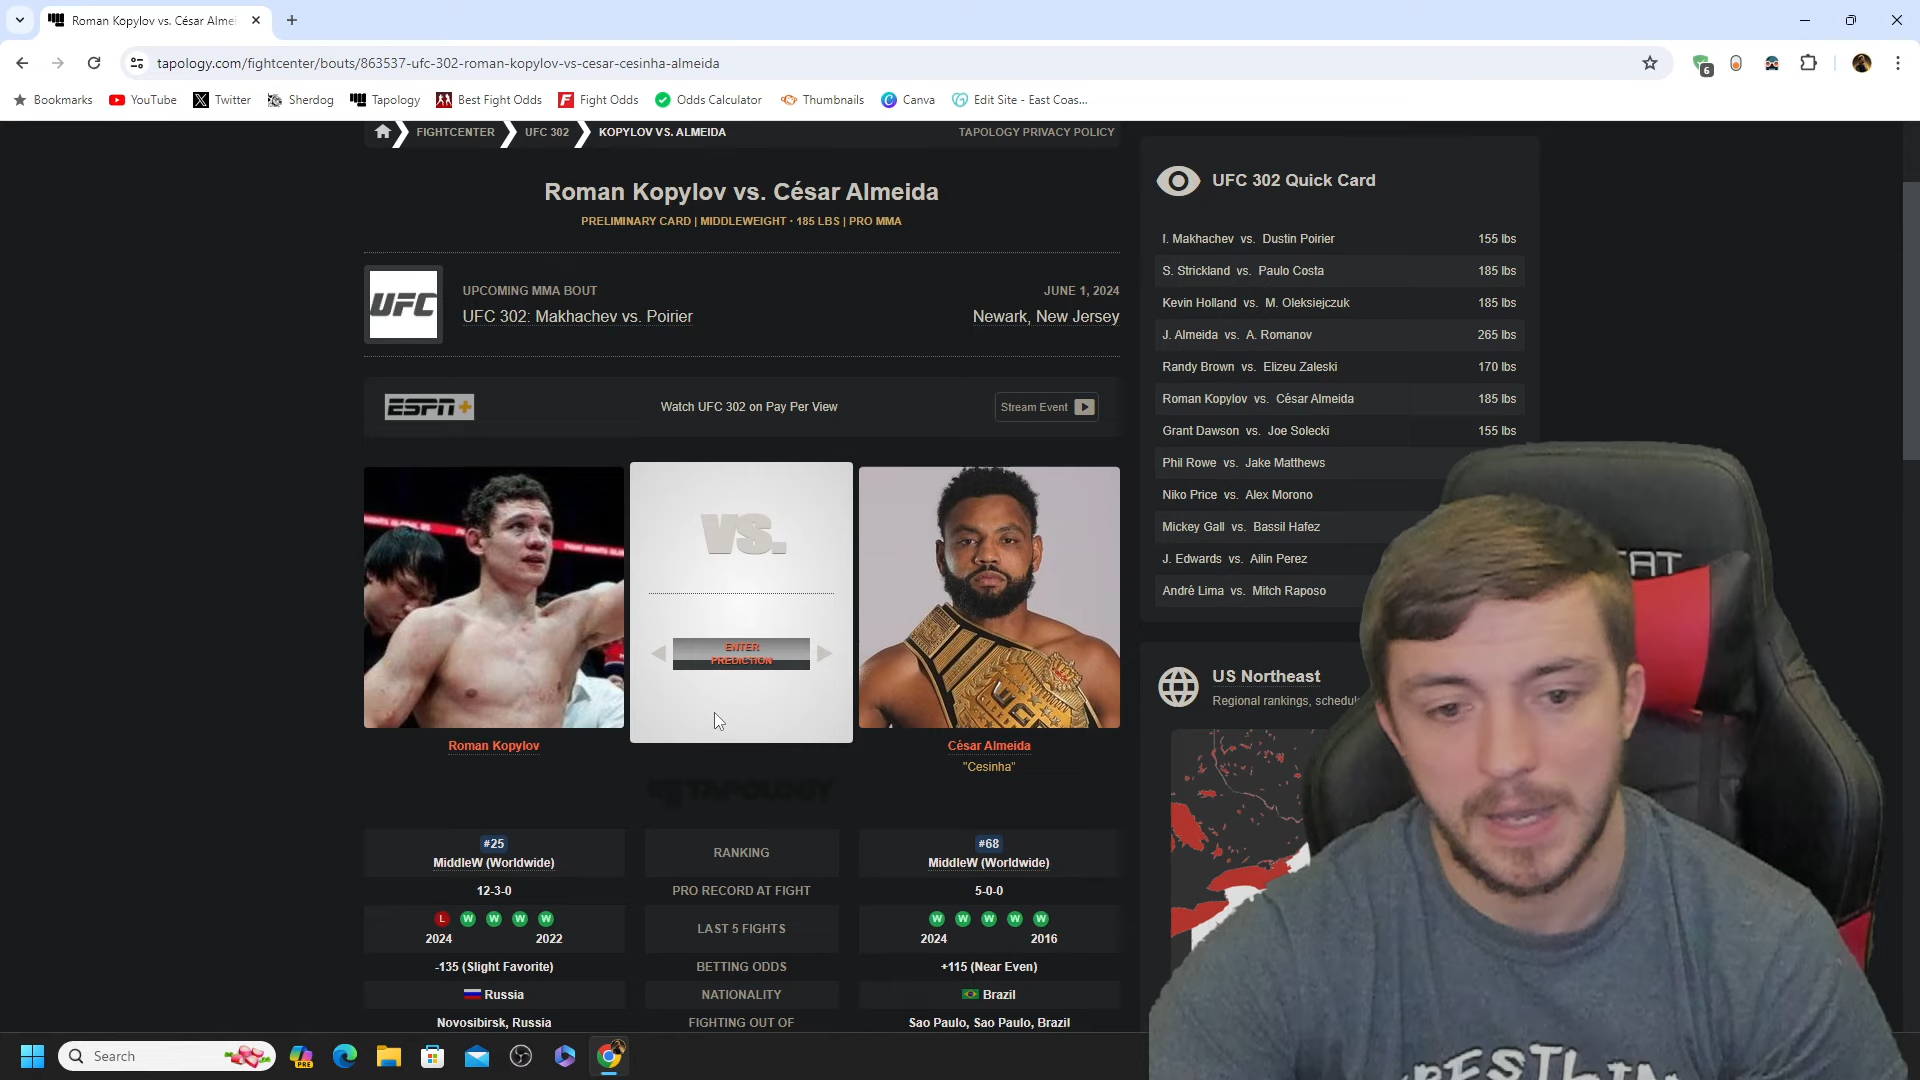 Roman Kopylov vs. César Almei
tapology.com/fightcenter/bouts/863537-ufc-302-roman-kopylov-vs-cesar-cesinha-almeida
6
Bookmarks YouTube Twitter Sherdog Tapology Best Fight Odds Fight Odds Odds Calculator Thumbnails Canva Edit Site - East Coas...
FIGHTCENTER UFC 302 KOPYLOV VS. ALMEIDA TAPOLOGY PRIVACY POLICY
Roman Kopylov vs. César Almeida
PRELIMINARY CARD | MIDDLEWEIGHT · 185 LBS | PRO MMA
UFC
UPCOMING MMA BOUT JUNE 1, 2024
UFC 302: Makhachev vs. Poirier Newark, New Jersey
ESPN+ Watch UFC 302 on Pay Per View Stream Event
VS.
ENTER
PREDICTION
Roman Kopylov César Almeida
"Cesinha"
TAPOLOGY
#25 RANKING #68
MiddleW (Worldwide) MiddleW (Worldwide)
12-3-0 PRO RECORD AT FIGHT 5-0-0
L W W W W LAST 5 FIGHTS W W W W W
2024 2022 2024 2016
-135 (Slight Favorite) BETTING ODDS +115 (Near Even)
Russia NATIONALITY Brazil
Novosibirsk, Russia FIGHTING OUT OF Sao Paulo, Sao Paulo, Brazil
UFC 302 Quick Card
I. Makhachev vs. Dustin Poirier 155 lbs
S. Strickland vs. Paulo Costa 185 lbs
Kevin Holland vs. M. Oleksiejczuk 185 lbs
J. Almeida vs. A. Romanov 265 lbs
Randy Brown vs. Elizeu Zaleski 170 lbs
Roman Kopylov vs. César Almeida 185 lbs
Grant Dawson vs. Joe Solecki 155 lbs
Phil Rowe vs. Jake Matthews
Niko Price vs. Alex Morono
Mickey Gall vs. Bassil Hafez
J. Edwards vs. Ailin Perez
André Lima vs. Mitch Raposo
US Northeast
Regional rankings, schedul
Search
PRE